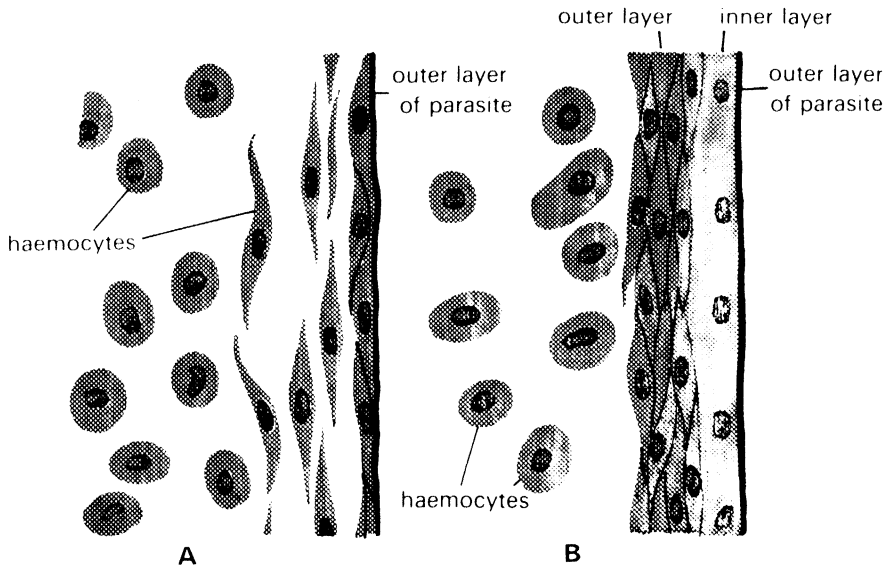 outer layer
of parasite
haemocytes
A
outer layer
inner layer
outer layer
of parasite
haemocytes
B